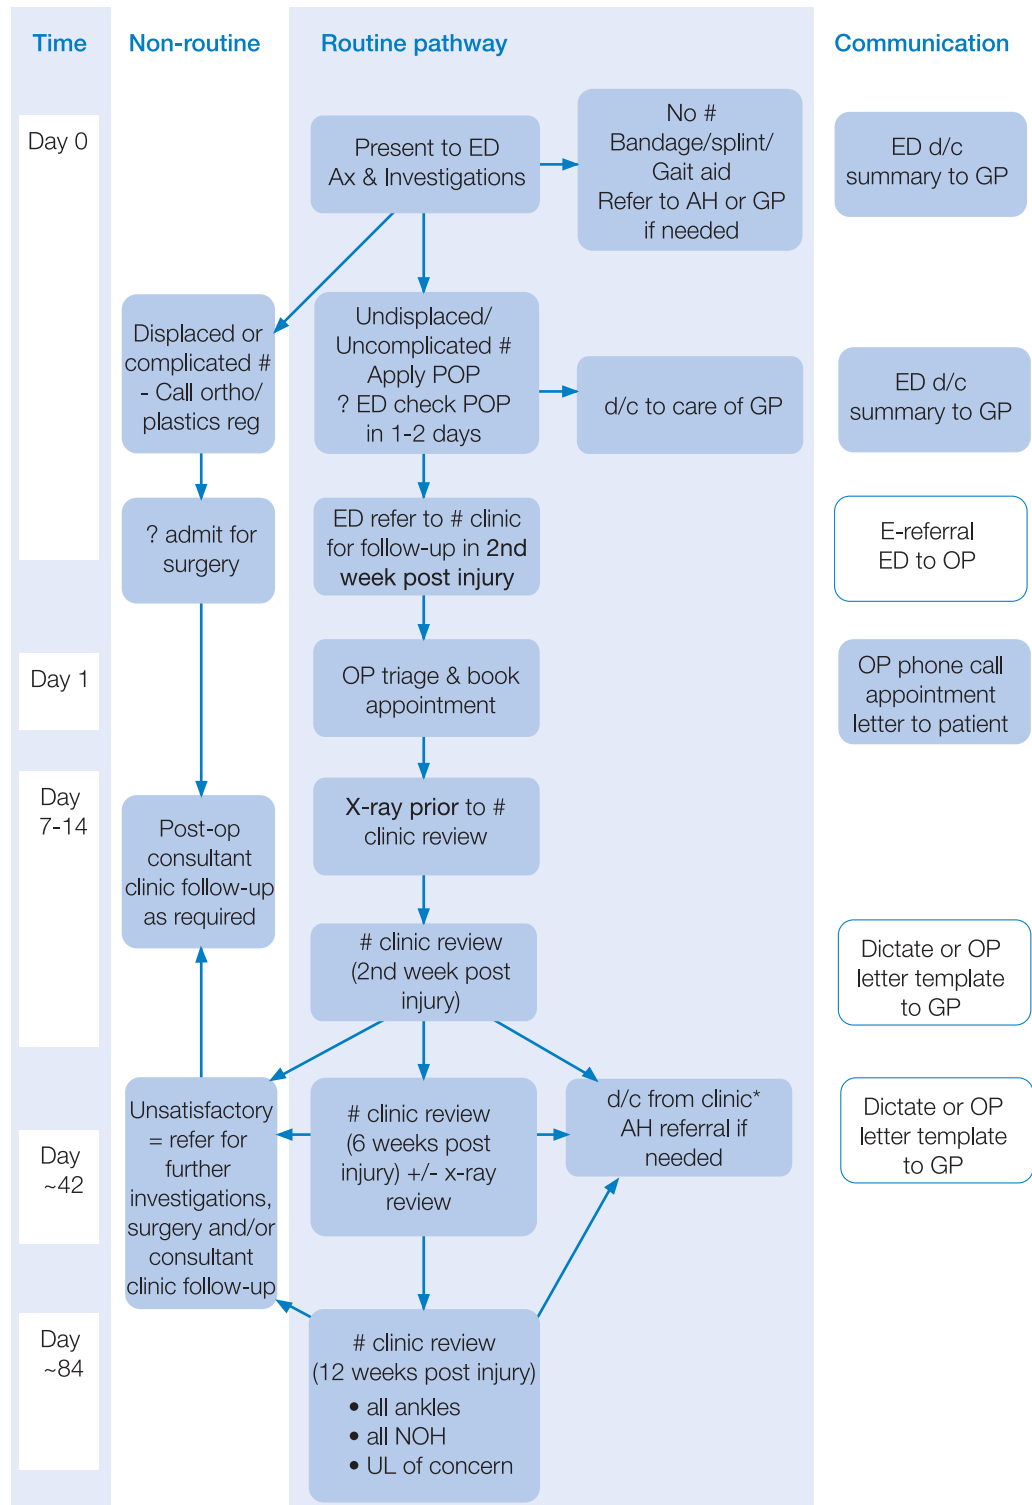 Time
Non-routine
Routine pathway
Communication
Day 0
Present to ED
Ax & Investigations
No #
Bandage/splint/
Gait aid
Refer to AH or GP
if needed
ED d/c
summary to GP
Displaced or
complicated #
- Call ortho/
plastics reg
Undisplaced/
Uncomplicated #
Apply POP
? ED check POP
in 1-2 days
d/c to care of GP
ED d/c
summary to GP
? admit for
surgery
ED refer to # clinic
for follow-up in 2nd
week post injury
E-referral
ED to OP
Day 1
OP triage & book
appointment
OP phone call
appointment
letter to patient
Day
7-14
Post-op
consultant
clinic follow-up
as required
X-ray prior to #
clinic review
# clinic review
(2nd week post
injury)
Dictate or OP
letter template
to GP
Day
~42
Unsatisfactory
= refer for
further
investigations,
surgery and/or
consultant
clinic follow-up
# clinic review
(6 weeks post
injury) +/- x-ray
review
d/c from clinic*
AH referral if
needed
Dictate or OP
letter template
to GP
Day
~84
# clinic review
(12 weeks post injury)
• all ankles
• all NOH
• UL of concern